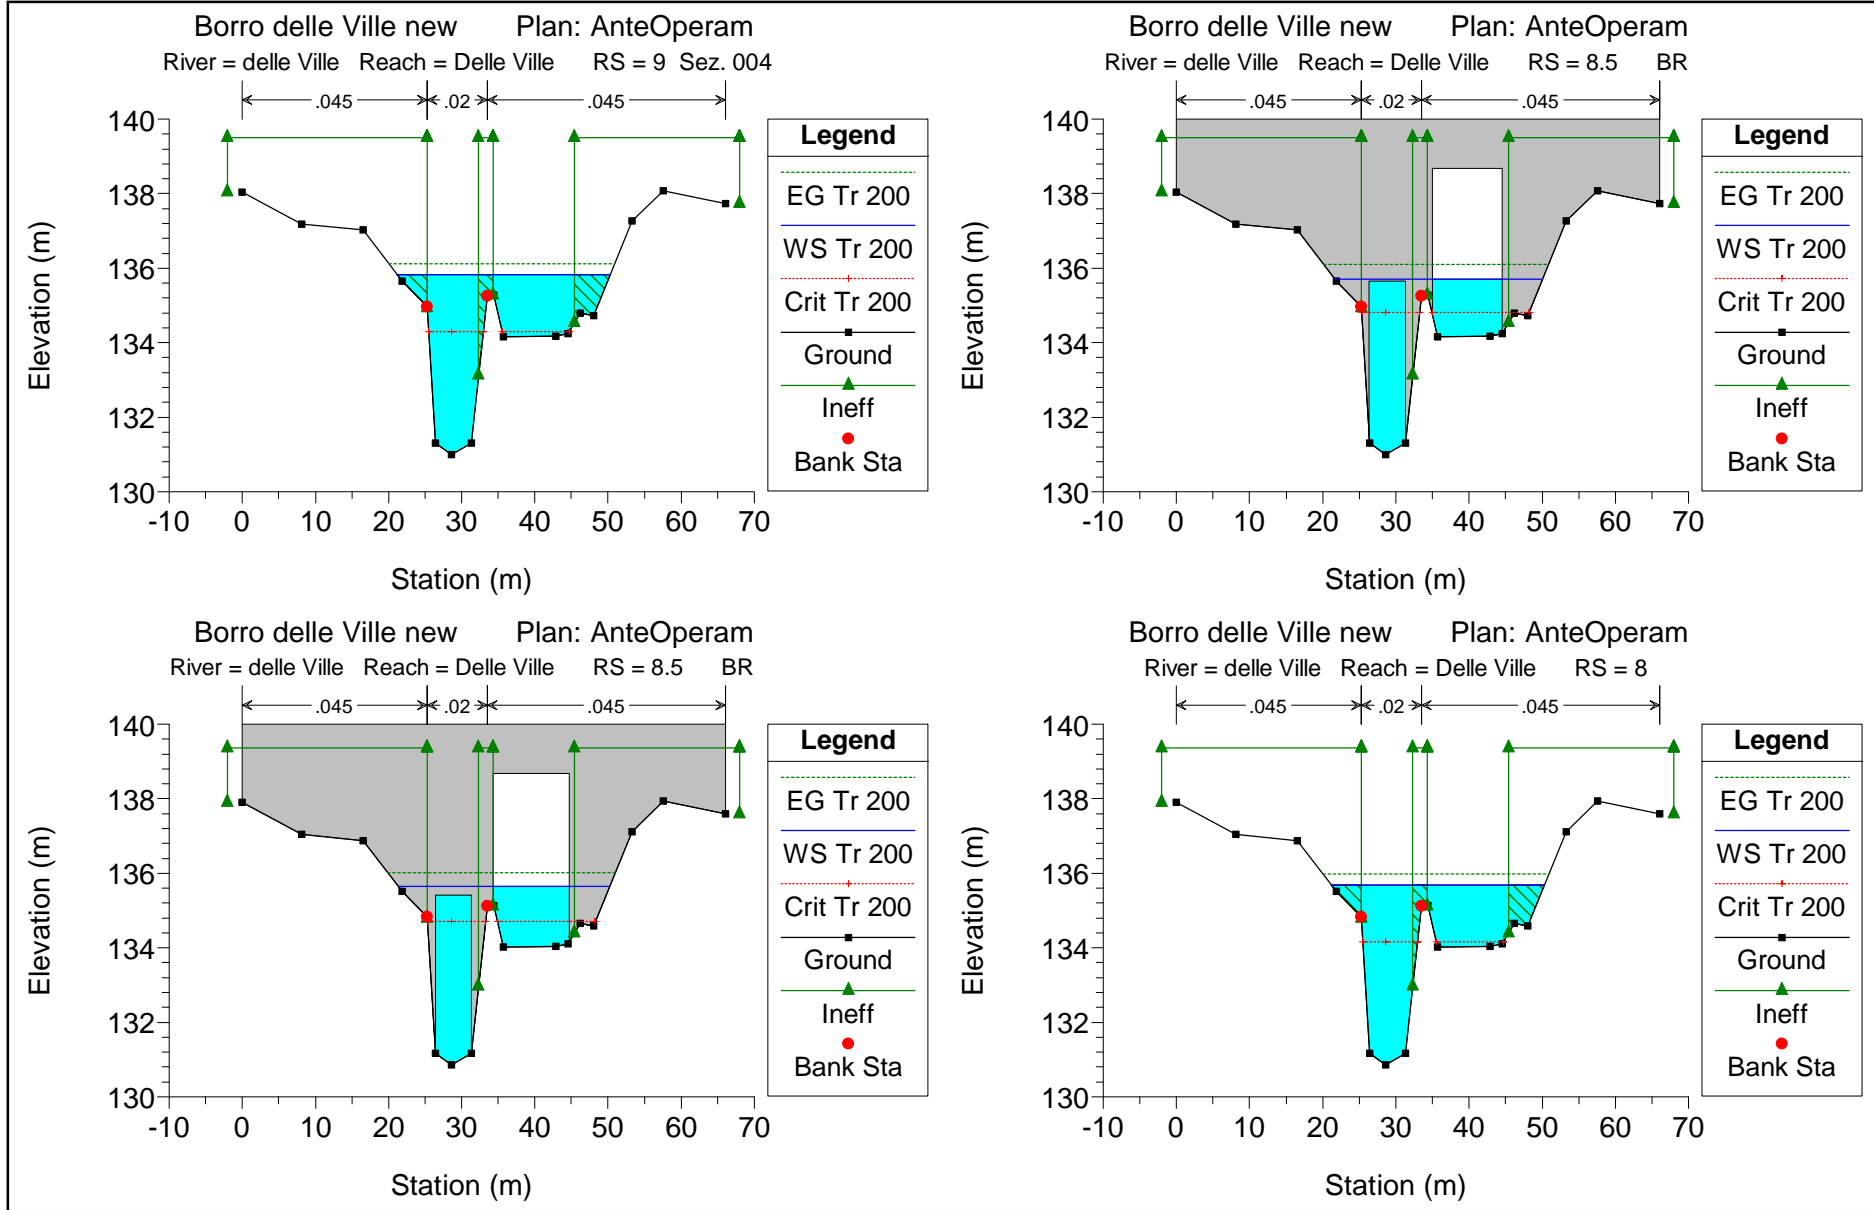 Borro delle Ville new Plan: AnteOperam
River = delle Ville Reach = Delle Ville RS = 9 Sez. 004
.045 .02 .045
140
138
136
134
132
130
-10 0 10 20 30 40 50 60 70
Station (m)
Elevation (m)
Legend
EG Tr 200
WS Tr 200
Crit Tr 200
Ground
Ineff
Bank Sta
Borro delle Ville new Plan: AnteOperam
River = delle Ville Reach = Delle Ville RS = 8.5 BR
.045 .02 .045
140
138
136
134
132
130
-10 0 10 20 30 40 50 60 70
Station (m)
Elevation (m)
Legend
EG Tr 200
WS Tr 200
Crit Tr 200
Ground
Ineff
Bank Sta
Borro delle Ville new Plan: AnteOperam
River = delle Ville Reach = Delle Ville RS = 8.5 BR
.045 .02 .045
140
138
136
134
132
130
-10 0 10 20 30 40 50 60 70
Station (m)
Elevation (m)
Legend
EG Tr 200
WS Tr 200
Crit Tr 200
Ground
Ineff
Bank Sta
Borro delle Ville new Plan: AnteOperam
River = delle Ville Reach = Delle Ville RS = 8
.045 .02 .045
140
138
136
134
132
130
-10 0 10 20 30 40 50 60 70
Station (m)
Elevation (m)
Legend
EG Tr 200
WS Tr 200
Crit Tr 200
Ground
Ineff
Bank Sta